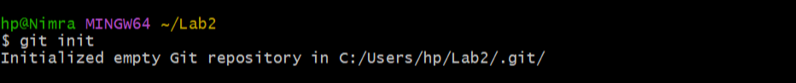 hp@Nimra MINGW64 ~/Lab2
$ git init
Initialized empty Git repository in C:/Users/hp/Lab2/.git/